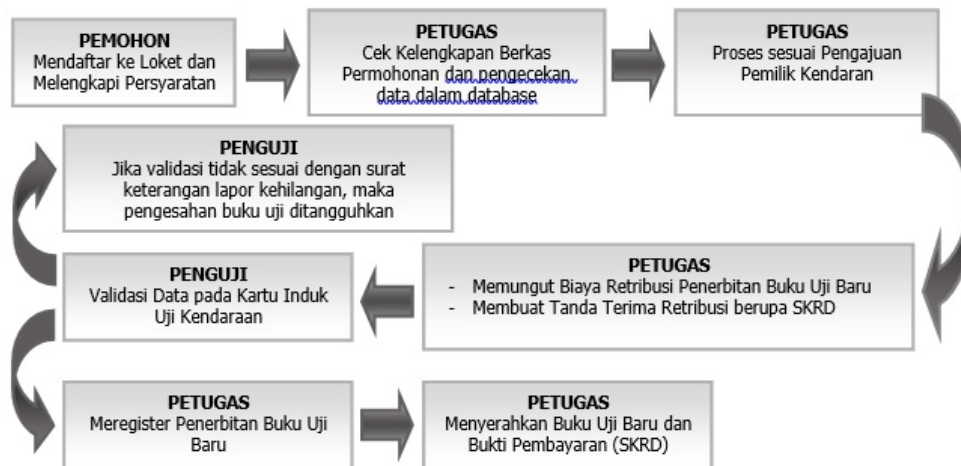 PEMOHON
Mendaftar ke Loket dan
Melengkapi Persyaratan
PETUGAS
Cek Kelengkapan Berkas
Permohonan dan pengecekan
data dalam database
PETUGAS
Proses sesuai Pengajuan
Pemilik Kendaran
PETUGAS
- Memungut Biaya Retribusi Penerbitan Buku Uji Baru
- Membuat Tanda Terima Retribusi berupa SKRD
PENGUJI
Validasi Data pada Kartu Induk
Uji Kendaraan
PENGUJI
Jika validasi tidak sesuai dengan surat
keterangan lapor kehilangan, maka
pengesahan buku uji ditangguhkan
PETUGAS
Meregister Penerbitan Buku Uji
Baru
PETUGAS
Menyerahkan Buku Uji Baru dan
Bukti Pembayaran (SKRD)